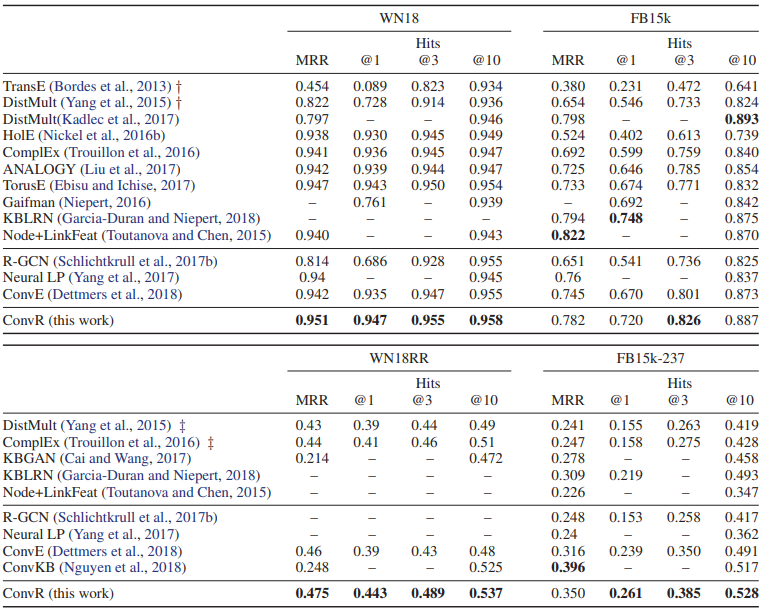 WN18 FB15k
Hits Hits
MRR @1 @3 @10 MRR @1 @3 @10
TransE (Bordes et al., 2013) † 0.454 0.089 0.823 0.934 0.380 0.231 0.472 0.641
DistMult (Yang et al., 2015) † 0.822 0.728 0.914 0.936 0.654 0.546 0.733 0.824
DistMult(Kadlec et al., 2017) 0.797 – – 0.946 0.798 – – 0.893
HolE (Nickel et al., 2016b) 0.938 0.930 0.945 0.949 0.524 0.402 0.613 0.739
ComplEx (Trouillon et al., 2016) 0.941 0.936 0.945 0.947 0.692 0.599 0.759 0.840
ANALOGY (Liu et al., 2017) 0.942 0.939 0.944 0.947 0.725 0.646 0.785 0.854
TorusE (Ebisu and Ichise, 2017) 0.947 0.943 0.950 0.954 0.733 0.674 0.771 0.832
Gaifman (Niepert, 2016) – 0.761 – 0.939 – 0.692 – 0.842
KBLRN (Garcia-Duran and Niepert, 2018) – – – – 0.794 0.748 – 0.875
Node+LinkFeat (Toutanova and Chen, 2015) 0.940 – – 0.943 0.822 – – 0.870
R-GCN (Schlichtkrull et al., 2017b) 0.814 0.686 0.928 0.955 0.651 0.541 0.736 0.825
Neural LP (Yang et al., 2017) 0.94 – – 0.945 0.76 – – 0.837
ConvE (Dettmers et al., 2018) 0.942 0.935 0.947 0.955 0.745 0.670 0.801 0.873
ConvR (this work) 0.951 0.947 0.955 0.958 0.782 0.720 0.826 0.887
WN18RR FB15k-237
Hits Hits
MRR @1 @3 @10 MRR @1 @3 @10
DistMult (Yang et al., 2015) ‡ 0.43 0.39 0.44 0.49 0.241 0.155 0.263 0.419
ComplEx (Trouillon et al., 2016) ‡ 0.44 0.41 0.46 0.51 0.247 0.158 0.275 0.428
KBGAN (Cai and Wang, 2017) 0.214 – – 0.472 0.278 – – 0.458
KBLRN (Garcia-Duran and Niepert, 2018) – – – – 0.309 0.219 – 0.493
Node+LinkFeat (Toutanova and Chen, 2015) – – – – 0.226 – – 0.347
R-GCN (Schlichtkrull et al., 2017b) – – – – 0.248 0.153 0.258 0.417
Neural LP (Yang et al., 2017) – – – – 0.24 – – 0.362
ConvE (Dettmers et al., 2018) 0.46 0.39 0.43 0.48 0.316 0.239 0.350 0.491
ConvKB (Nguyen et al., 2018) 0.248 – – 0.525 0.396 – – 0.517
ConvR (this work) 0.475 0.443 0.489 0.537 0.350 0.261 0.385 0.528